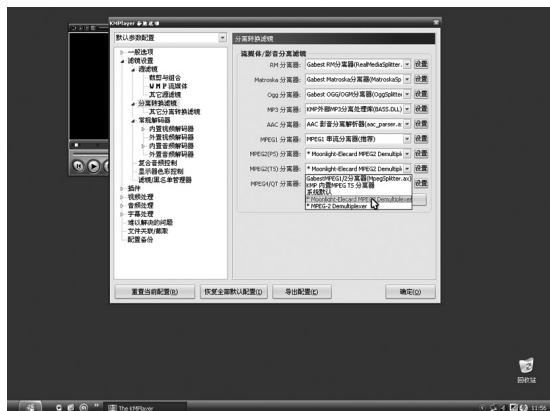 KMPlayer 参数选项
默认参数配置
一般选项
滤镜设置
源滤镜
裁剪与组合
UMP流媒体
其它源滤镜
分离转换滤镜
其它分离转换滤镜
常规解码器
内置视频解码器
外置视频解码器
内置音频解码器
外置音频解码器
复合音频控制
显示器色彩控制
滤镜/黑名单管理器
插件
视频处理
音频处理
字幕处理
难以解决的问题
文件关联/截取
配置备份
分离转换滤镜
流媒体/影音分离滤镜
RM 分离器: Gabest RM分离器(RealMediaSplitter. 设置
Matroska 分离器: Gabest Matroska分离器(MatroskaSp 设置
Ogg 分离器: Gabest OGG/OGM分离器(OggSplitter 设置
MP3 分离器: KMP外部MP3分离处理库(BASS.DLL) 设置
AAC 分离器: AAC 影音分离解析器(aac_parser.a: 设置
MPEG1 分离器: MPEG1 串流分离器(推荐) 设置
MPEG2(PS) 分离器: * Moonlight-Elecard MPEG2 Demultipl 设置
MPEG2(TS) 分离器: * Moonlight-Elecard MPEG2 Demultipl 设置
MPEG4/QT 分离器: 设置
GabestMPEG1/2分离器(MpegSplitter.ax)
KMP 内置MPEG TS 分离器
系统默认
* Moonlight-Elecard MPEG2 Demultiplexer
* MPEG-2 Demultiplexer
重置当前配置(R)
恢复全部默认配置(I)
导出配置(E)
确定(O)
回收站
The KMPlayer
11:56